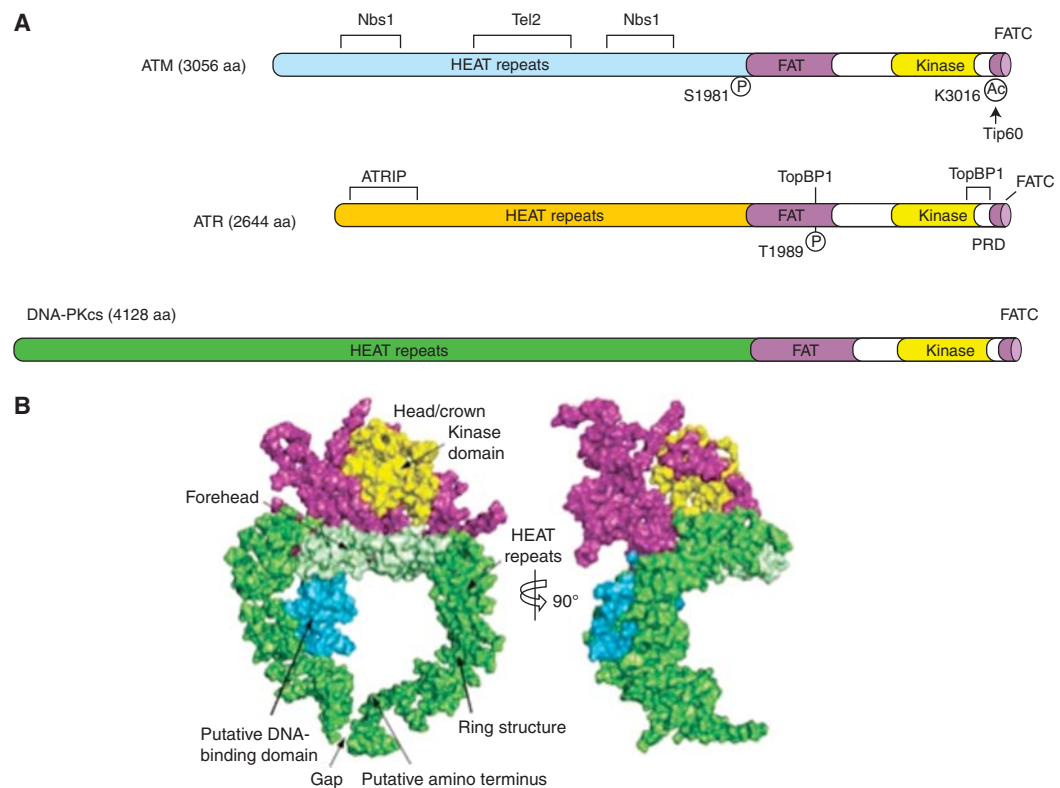 A
Nbs1
Tel2
Nbs1
FATC
ATM (3056 aa)
HEAT repeats
FAT
Kinase
S1981
P
K3016
Ac
Tip60
ATRIP
TopBP1
TopBP1
FATC
ATR (2644 aa)
HEAT repeats
FAT
Kinase
T1989
P
PRD
DNA-PKcs (4128 aa)
FATC
HEAT repeats
FAT
Kinase
B
Head/crown
Kinase
domain
Forehead
HEAT
repeats
90°
Putative DNA-
binding domain
Ring structure
Gap
Putative amino terminus